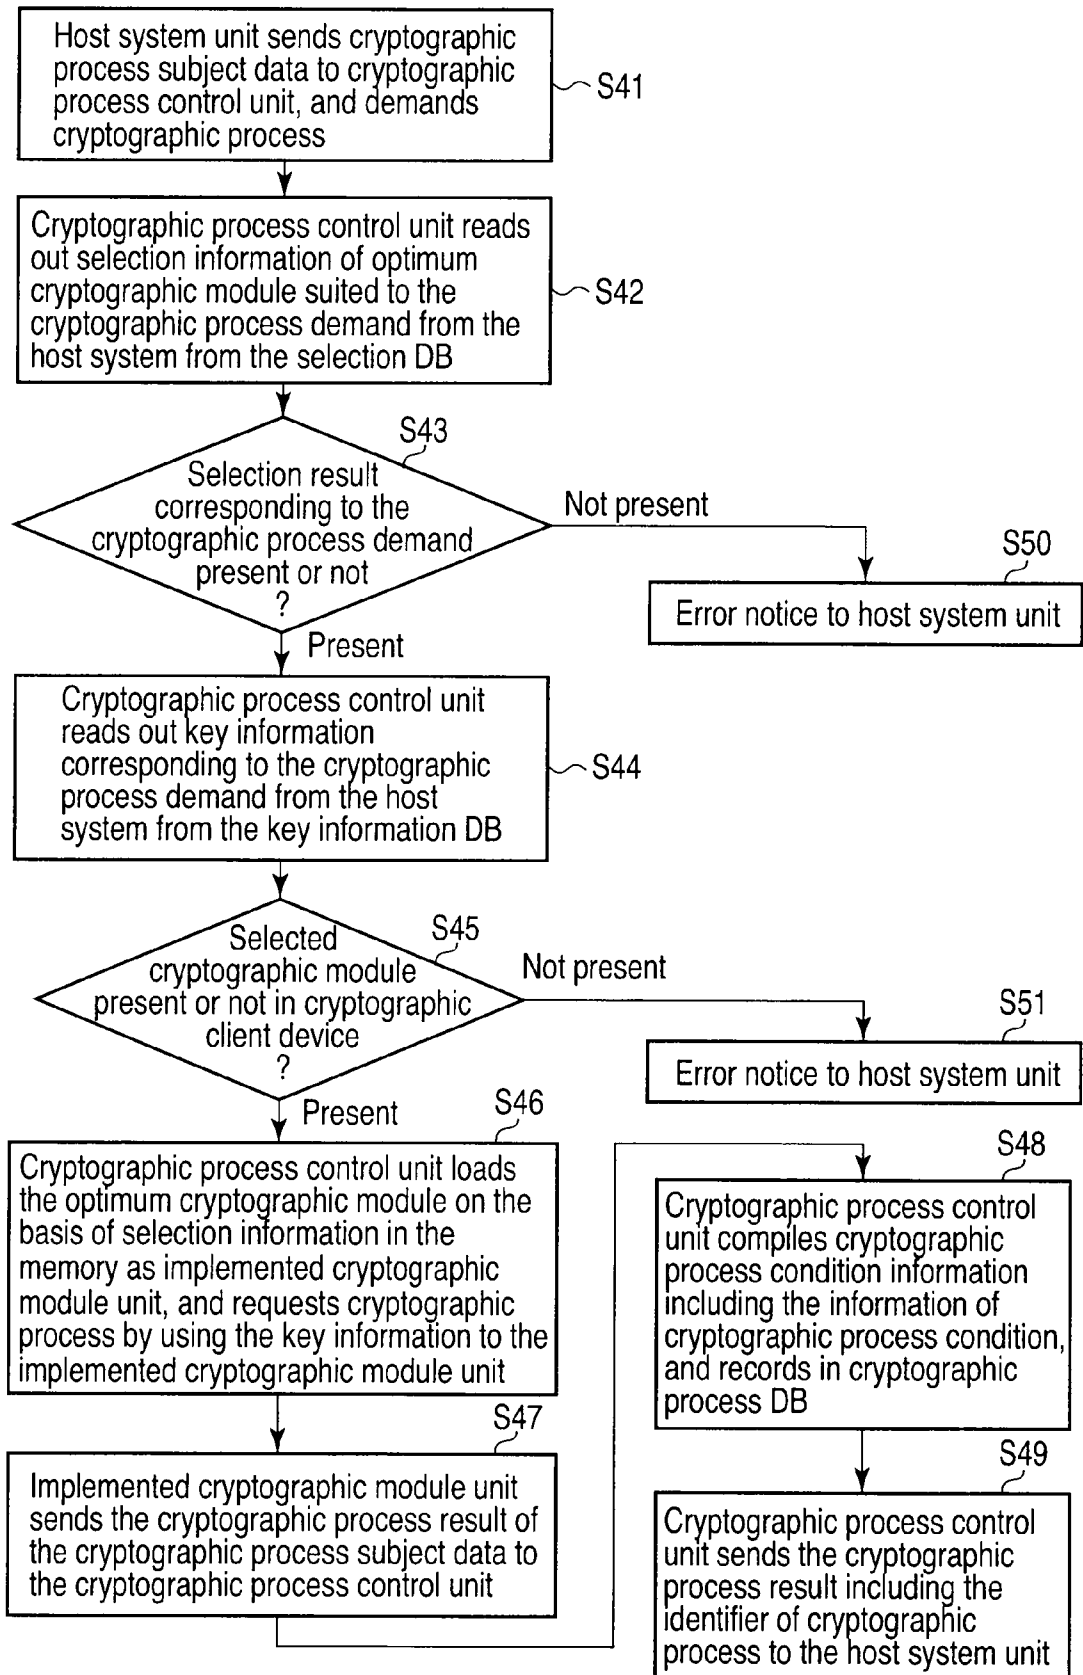 Host system unit sends cryptographic
process subject data to cryptographic
process control unit, and demands
cryptographic process
S41
Cryptographic process control unit reads
out selection information of optimum
cryptographic module suited to the
cryptographic process demand from the
host system from the selection DB
S42
S43
Selection result
corresponding to the
cryptographic process demand
present or not
?
Not present
S50
Error notice to host system unit
Present
Cryptographic process control unit
reads out key information
corresponding to the cryptographic
process demand from the host
system from the key information DB
S44
S45
Selected
cryptographic module
present or not in cryptographic
client device
?
Not present
S51
Error notice to host system unit
Present
S46
Cryptographic process control unit loads
the optimum cryptographic module on the
basis of selection information in the
memory as implemented cryptographic
module unit, and requests cryptographic
process by using the key information to the
implemented cryptographic module unit
S47
Implemented cryptographic module unit
sends the cryptographic process result of
the cryptographic process subject data to
the cryptographic process control unit
S48
Cryptographic process control
unit compiles cryptographic
process condition information
including the information of
cryptographic process condition,
and records in cryptographic
process DB
S49
Cryptographic process control
unit sends the cryptographic
process result including the
identifier of cryptographic
process to the host system unit